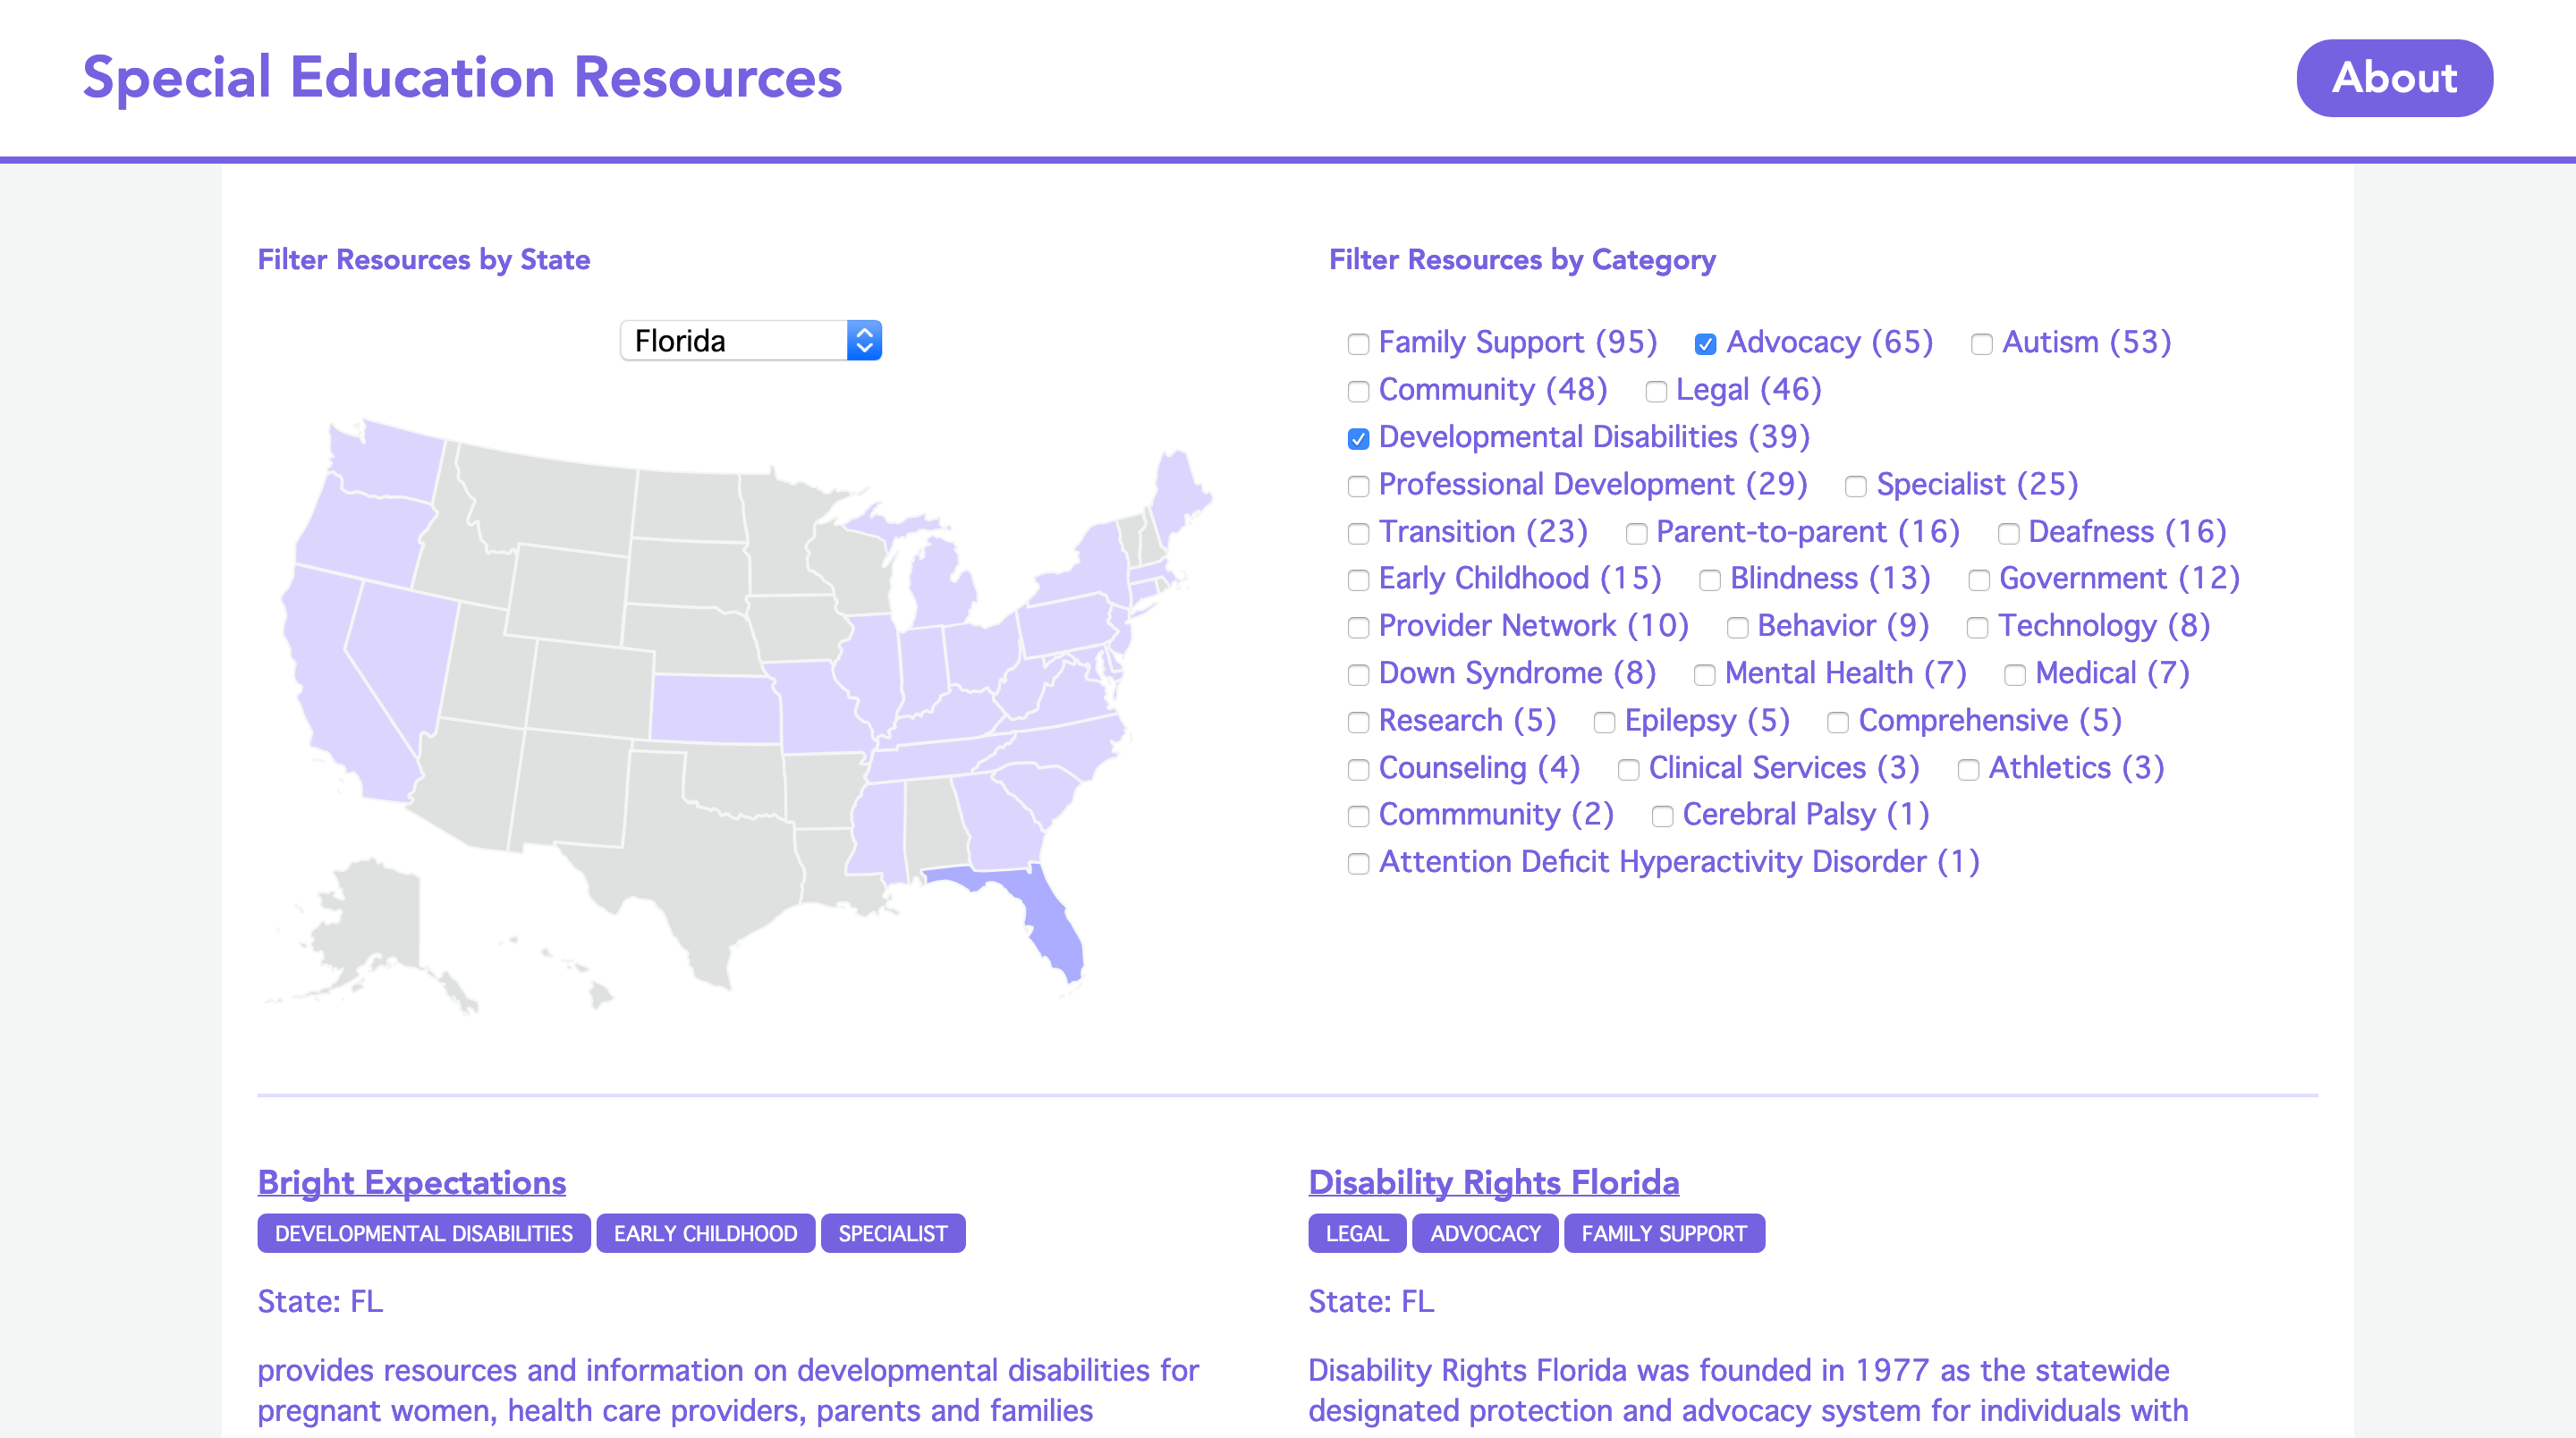 Special Education Resources
About
Filter Resources by State
Florida
Filter Resources by Category
Family Support (95) Advocacy (65) Autism (53)
Community (48) Legal (46)
Developmental Disabilities (39)
Professional Development (29) Specialist (25)
Transition (23) Parent-to-parent (16) Deafness (16)
Early Childhood (15) Blindness (13) Government (12)
Provider Network (10) Behavior (9) Technology (8)
Down Syndrome (8) Mental Health (7) Medical (7)
Research (5) Epilepsy (5) Comprehensive (5)
Counseling (4) Clinical Services (3) Athletics (3)
Commmunity (2) Cerebral Palsy (1)
Attention Deficit Hyperactivity Disorder (1)
Bright Expectations
DEVELOPMENTAL DISABILITIES EARLY CHILDHOOD SPECIALIST
State: FL
provides resources and information on developmental disabilities for
pregnant women, health care providers, parents and families
Disability Rights Florida
LEGAL ADVOCACY FAMILY SUPPORT
State: FL
Disability Rights Florida was founded in 1977 as the statewide
designated protection and advocacy system for individuals with